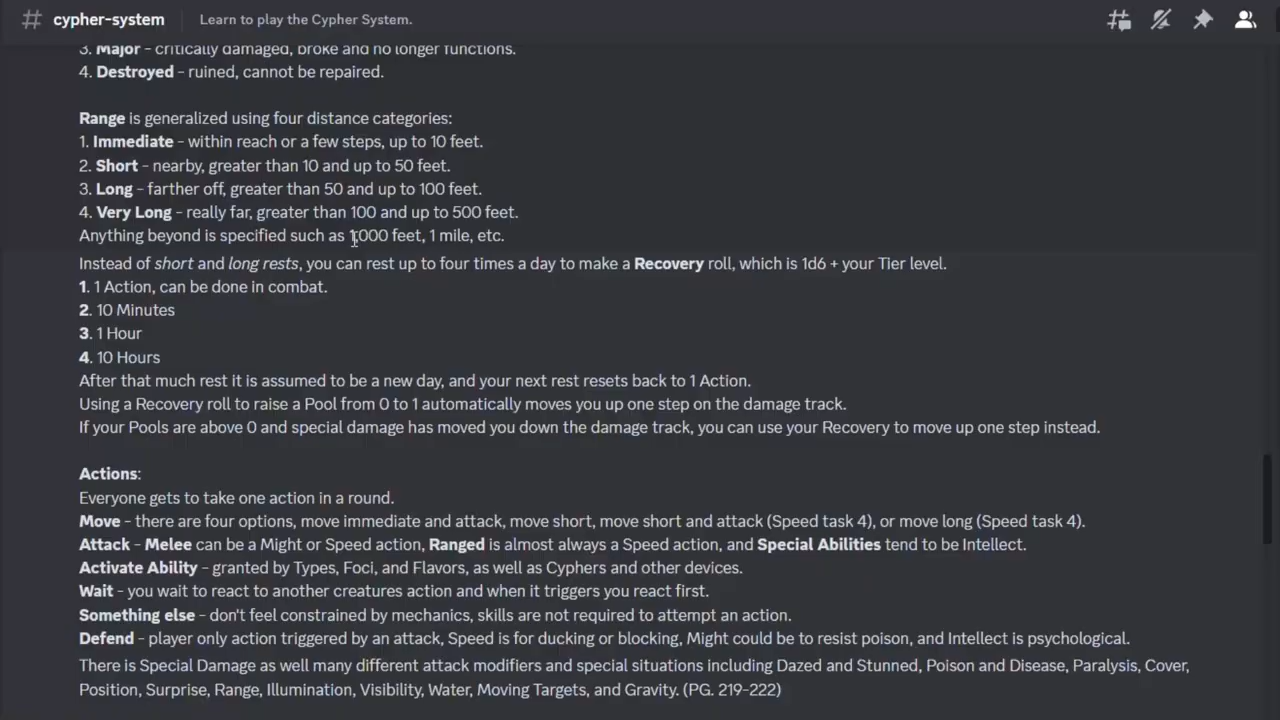 # cypher-system Learn to play the Cypher System.
3. Major - critically damaged, broke and no longer functions.
4. Destroyed - ruined, cannot be repaired.
Range is generalized using four distance categories:
1. Immediate - within reach or a few steps, up to 10 feet.
2. Short - nearby, greater than 10 and up to 50 feet.
3. Long - farther off, greater than 50 and up to 100 feet.
4. Very Long - really far, greater than 100 and up to 500 feet.
Anything beyond is specified such as 1,000 feet, 1 mile, etc.
Instead of short and long rests, you can rest up to four times a day to make a Recovery roll, which is 1d6 + your Tier level.
1. 1 Action, can be done in combat.
2. 10 Minutes
3. 1 Hour
4. 10 Hours
After that much rest it is assumed to be a new day, and your next rest resets back to 1 Action.
Using a Recovery roll to raise a Pool from 0 to 1 automatically moves you up one step on the damage track.
If your Pools are above 0 and special damage has moved you down the damage track, you can use your Recovery to move up one step instead.
Actions:
Everyone gets to take one action in a round.
Move - there are four options, move immediate and attack, move short, move short and attack (Speed task 4), or move long (Speed task 4).
Attack - Melee can be a Might or Speed action, Ranged is almost always a Speed action, and Special Abilities tend to be Intellect.
Activate Ability - granted by Types, Foci, and Flavors, as well as Cyphers and other devices.
Wait - you wait to react to another creatures action and when it triggers you react first.
Something else - don't feel constrained by mechanics, skills are not required to attempt an action.
Defend - player only action triggered by an attack, Speed is for ducking or blocking, Might could be to resist poison, and Intellect is psychological.
There is Special Damage as well many different attack modifiers and special situations including Dazed and Stunned, Poison and Disease, Paralysis, Cover,
Position, Surprise, Range, Illumination, Visibility, Water, Moving Targets, and Gravity. (PG. 219-222)